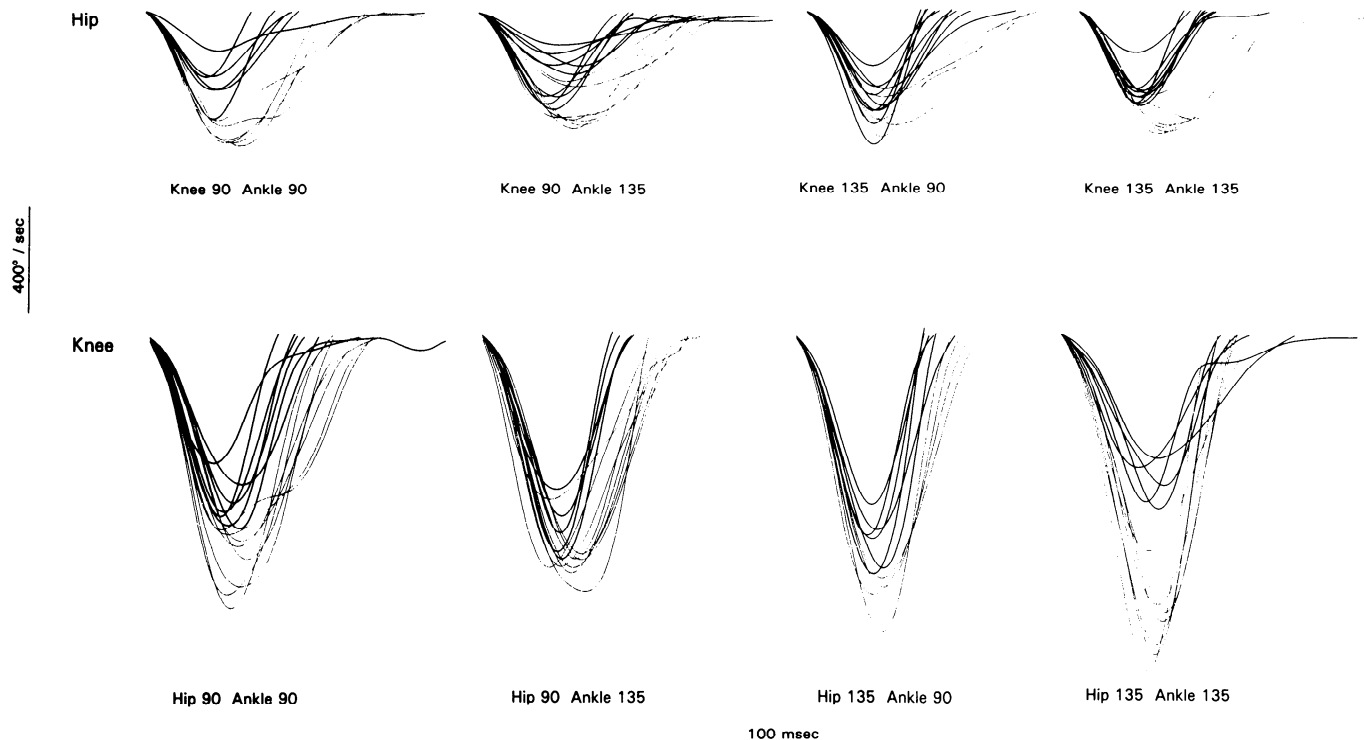 Hip
Knee 90 Ankle 90
Knee 90 Ankle 135
Knee 135 Ankle 90
Knee 135 Ankle 135
400° / sec
Knee
Hip 90 Ankle 90
Hip 90 Ankle 135
Hip 135 Ankle 90
Hip 135 Ankle 135
100 msec